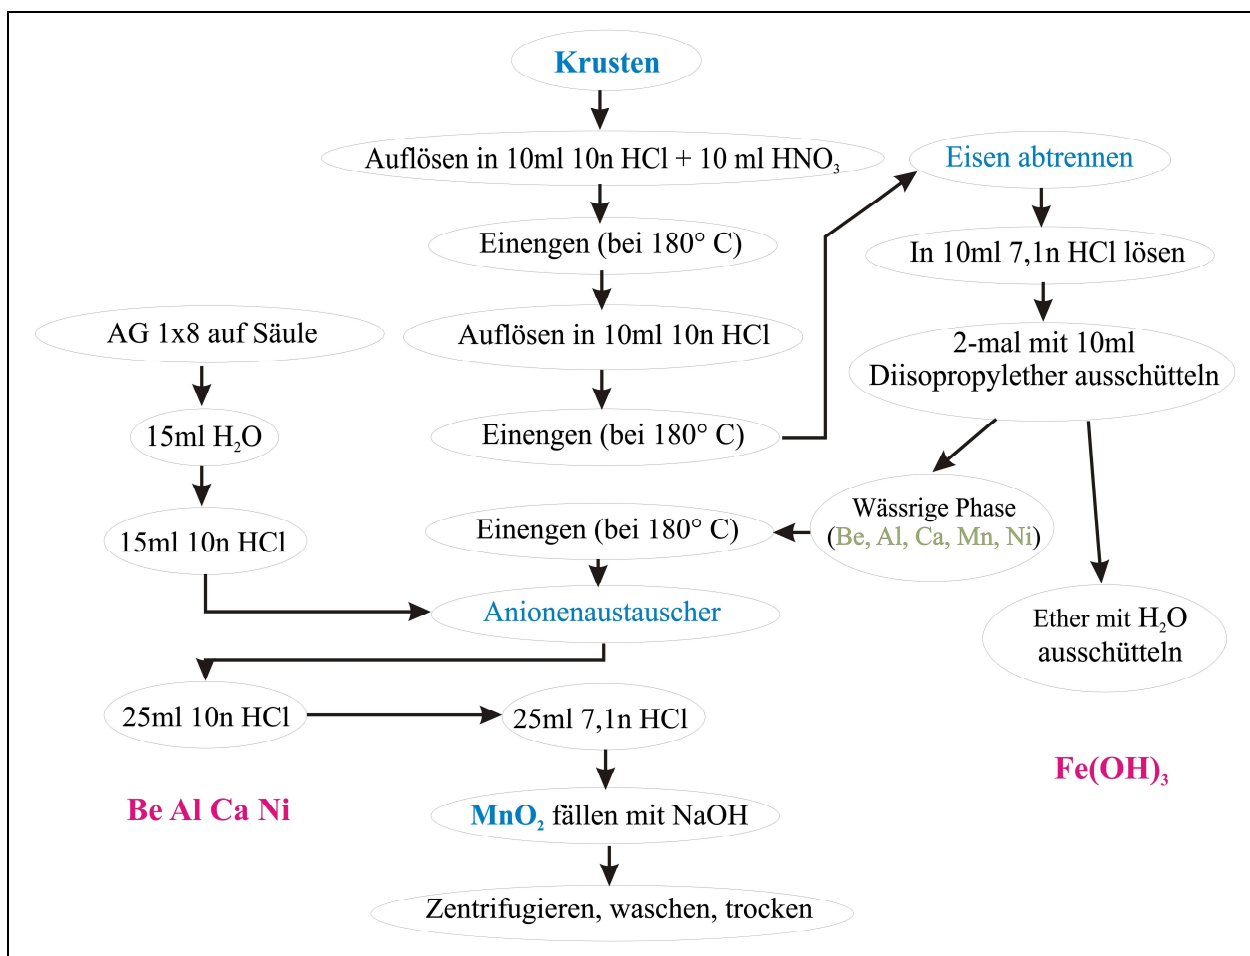 Krusten
Auflösen in 10ml 10n HCl + 10 ml HNO₃
Einengen (bei 180° C)
Auflösen in 10ml 10n HCl
Einengen (bei 180° C)
Eisen abtrennen
In 10ml 7,1n HCl lösen
2-mal mit 10ml
Diisopropylether ausschütteln
Wässrige Phase
(Be, Al, Ca, Mn, Ni)
Ether mit H₂O
ausschütteln
Fe(OH)₃
AG 1x8 auf Säule
15ml H₂O
15ml 10n HCl
Einengen (bei 180° C)
Anionenaustauscher
25ml 10n HCl
Be Al Ca Ni
25ml 7,1n HCl
MnO₂ fällen mit NaOH
Zentrifugieren, waschen, trocken